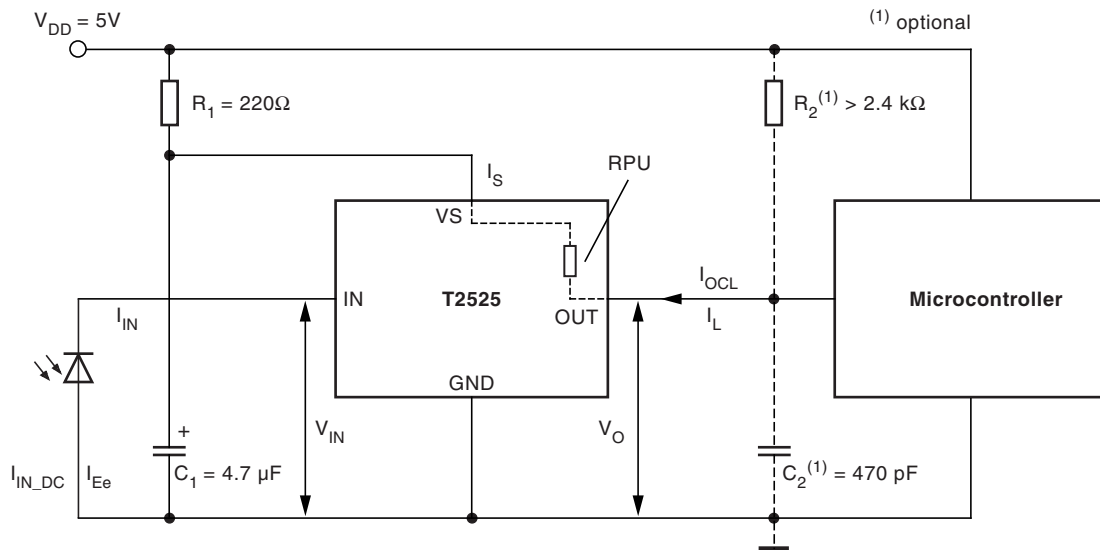 V_DD = 5V
(1) optional
R_1 = 220Ω
R_2^(1) > 2.4 kΩ
I_S
RPU
VS
IN
T2525
OUT
I_OCL
I_L
Microcontroller
I_IN
GND
V_IN
V_O
+
C_1 = 4.7 µF
C_2^(1) = 470 pF
I_IN_DC
I_Ee